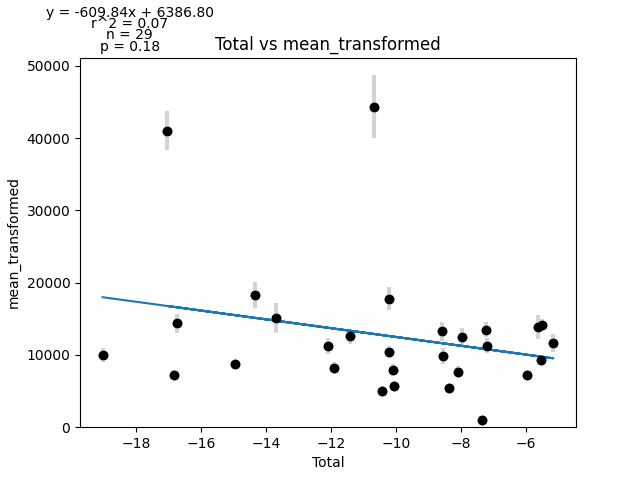 y = -609.84x + 6386.80
r^2 = 0.07
n = 29
p = 0.18
Total vs mean_transformed
mean_transformed
50000
40000
30000
20000
10000
0
−18
−16
−14
−12
−10
−8
−6
Total